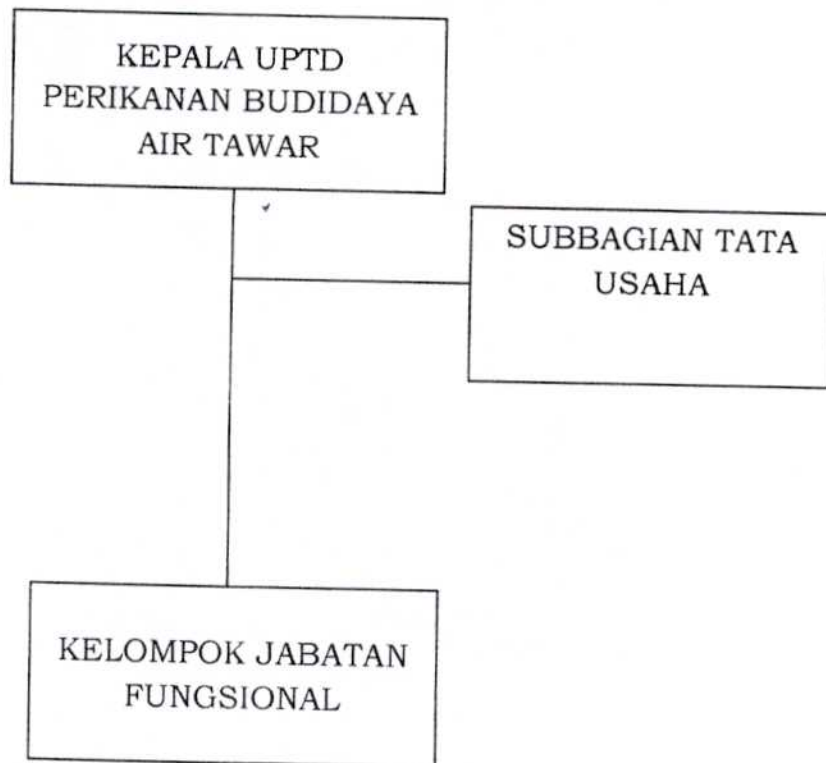 KEPALA UPTD
PERIKANAN BUDIDAYA
AIR TAWAR
SUBBAGIAN TATA
USAHA
KELOMPOK JABATAN
FUNGSIONAL